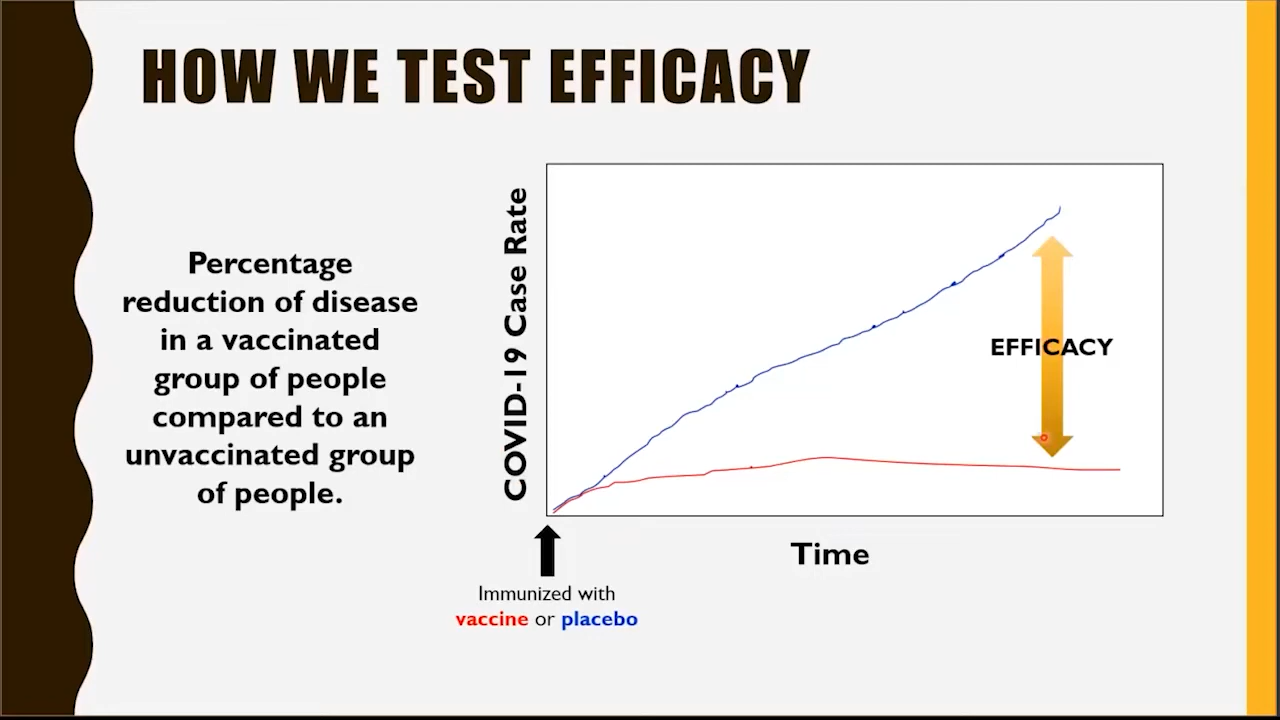 HOW WE TEST EFFICACY
Percentage
reduction of disease
in a vaccinated
group of people
compared to an
unvaccinated group
of people.
COVID-19 Case Rate
EFFICACY
Time
Immunized with
vaccine or placebo